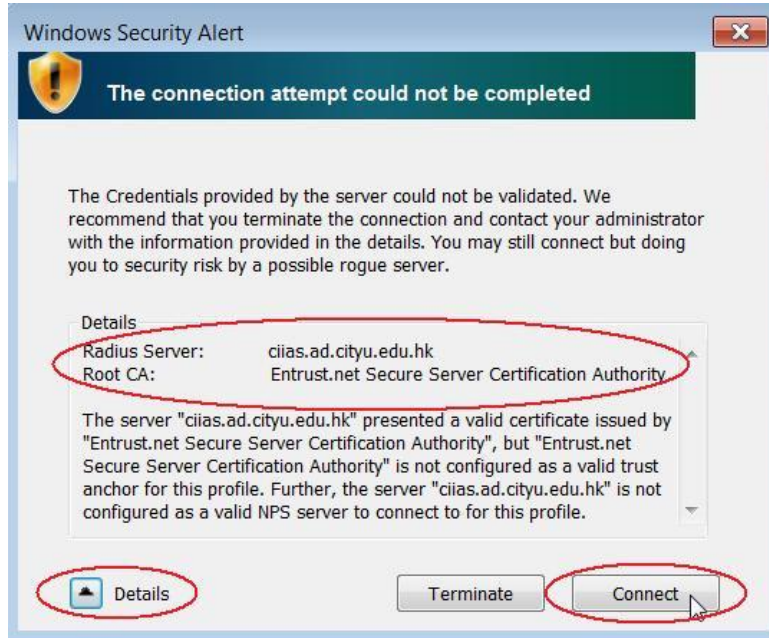 Windows Security Alert
The connection attempt could not be completed
The Credentials provided by the server could not be validated. We
recommend that you terminate the connection and contact your administrator
with the information provided in the details. You may still connect but doing
you to security risk by a possible rogue server.
Details
Radius Server: ciias.ad.cityu.edu.hk
Root CA: Entrust.net Secure Server Certification Authority
The server "ciias.ad.cityu.edu.hk" presented a valid certificate issued by
"Entrust.net Secure Server Certification Authority", but "Entrust.net
Secure Server Certification Authority" is not configured as a valid trust
anchor for this profile. Further, the server "ciias.ad.cityu.edu.hk" is not
configured as a valid NPS server to connect to for this profile.
Details Terminate Connect